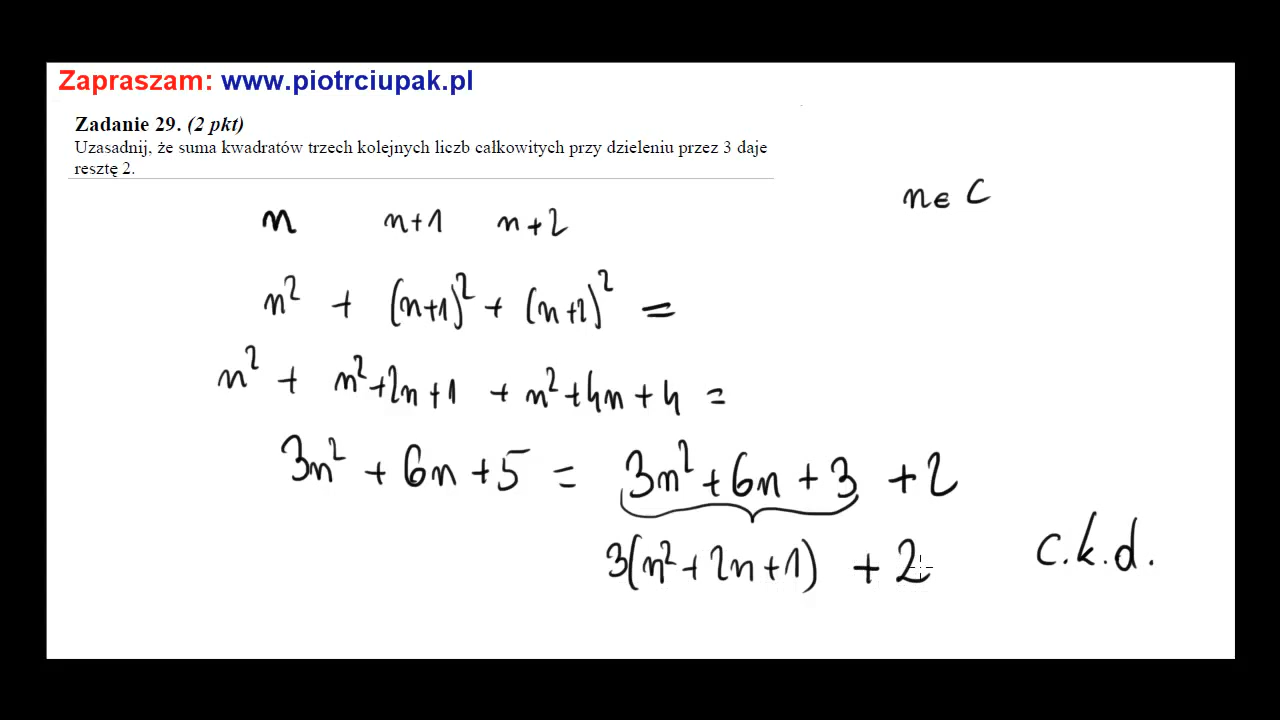 Zapraszam: www.piotrciupak.pl
Zadanie 29. (2 pkt)
Uzasadnij, że suma kwadratów trzech kolejnych liczb całkowitych przy dzieleniu przez 3 daje
resztę 2.
n n+1 n+2 n∈C
n² + (n+1)² + (n+2)² =
n² + n²+2n+1 + n²+4n+4 =
3n² + 6n+5 = 3n²+6n+3 +2
3(n²+2n+1) +2 c.k.d.